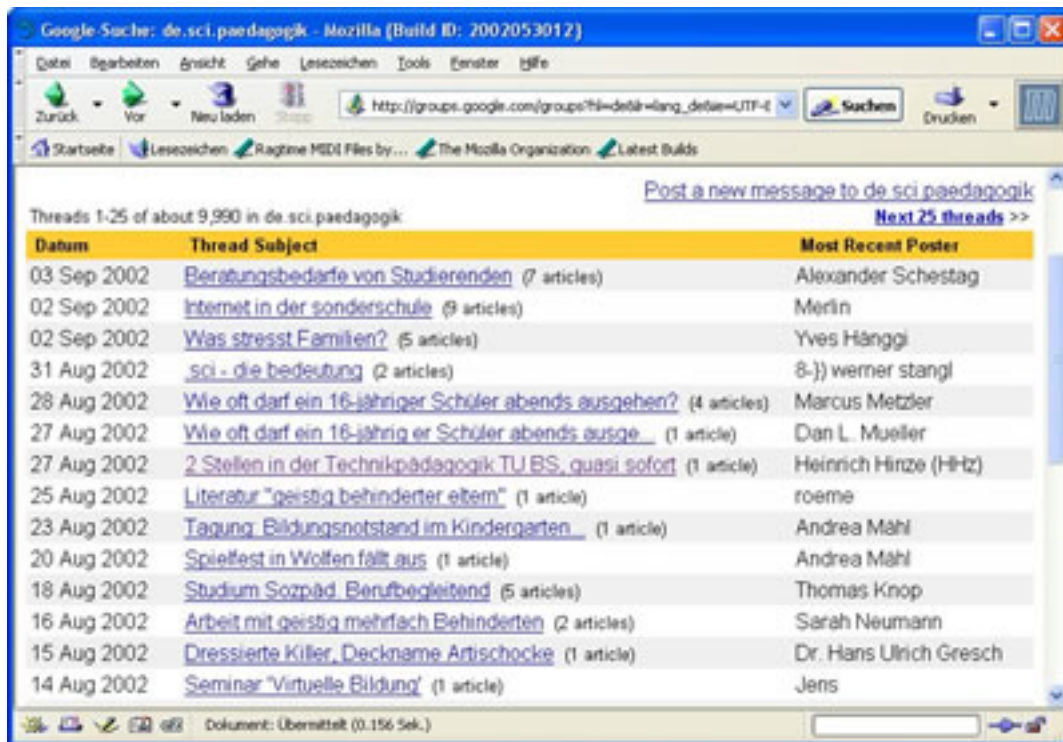 Google-Suche: de.sci.paedagogik - Mozilla {Build ID: 2002053012}
Datei Bearbeiten Ansicht Gehe Lesezeichen Tools Fenster Hilfe
Zurück Vor Neu laden Stopp http://groups.google.com/groups?hl=de&lr=lang_de&ie=UTF-8 Suchen Drucken
Startseite Lesezeichen Ragtime MIDI Files by... The Mozilla Organization Latest Builds
Post a new message to de.sci.paedagogik
Threads 1-25 of about 9,990 in de.sci.paedagogik Next 25 threads >>
Datum Thread Subject Most Recent Poster
03 Sep 2002 Beratungsbedarfe von Studierenden (7 articles) Alexander Schestag
02 Sep 2002 Internet in der sonderschule (9 articles) Merlin
02 Sep 2002 Was stresst Familien? (5 articles) Yves Hänggi
31 Aug 2002 .sci - die bedeutung (2 articles) 8-}) werner stangl
28 Aug 2002 Wie oft darf ein 16-jähriger Schüler abends ausgehen? (4 articles) Marcus Metzler
27 Aug 2002 Wie oft darf ein 16-jährig er Schüler abends ausge... (1 article) Dan L. Mueller
27 Aug 2002 2 Stellen in der Technikpädagogik TU BS, quasi sofort (1 article) Heinrich Hinze (HHz)
25 Aug 2002 Literatur "geistig behinderter eltern" (1 article) roeme
23 Aug 2002 Tagung: Bildungsnotstand im Kindergarten... (1 article) Andrea Mähl
20 Aug 2002 Spielfest in Wolfen fällt aus (1 article) Andrea Mähl
18 Aug 2002 Studium Sozpäd. Berufbegleitend (5 articles) Thomas Knop
16 Aug 2002 Arbeit mit geistig mehrfach Behinderten (2 articles) Sarah Neumann
15 Aug 2002 Dressierte Killer, Deckname Artischocke (1 article) Dr. Hans Ulrich Gresch
14 Aug 2002 Seminar 'Virtuelle Bildung' (1 article) Jens
Dokument: Übermittelt (0.156 Sek.)